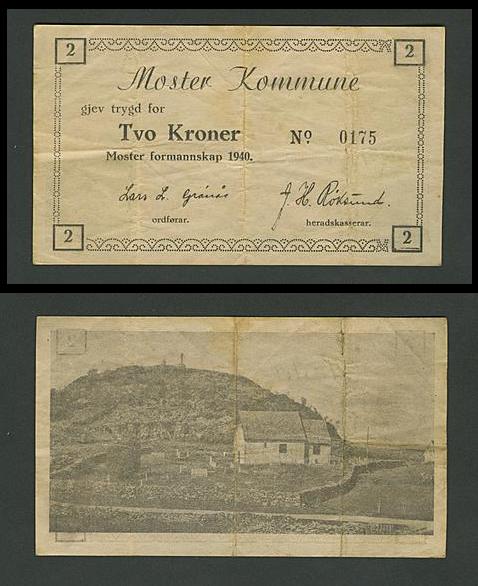 2 2
Moster Kommune
gjev trygd for
Tvo Kroner No. 0175
Moster formannskap 1940.
Lars L. Grånås J. H. Røksund.
ordførar. heradskasserar.
2 2